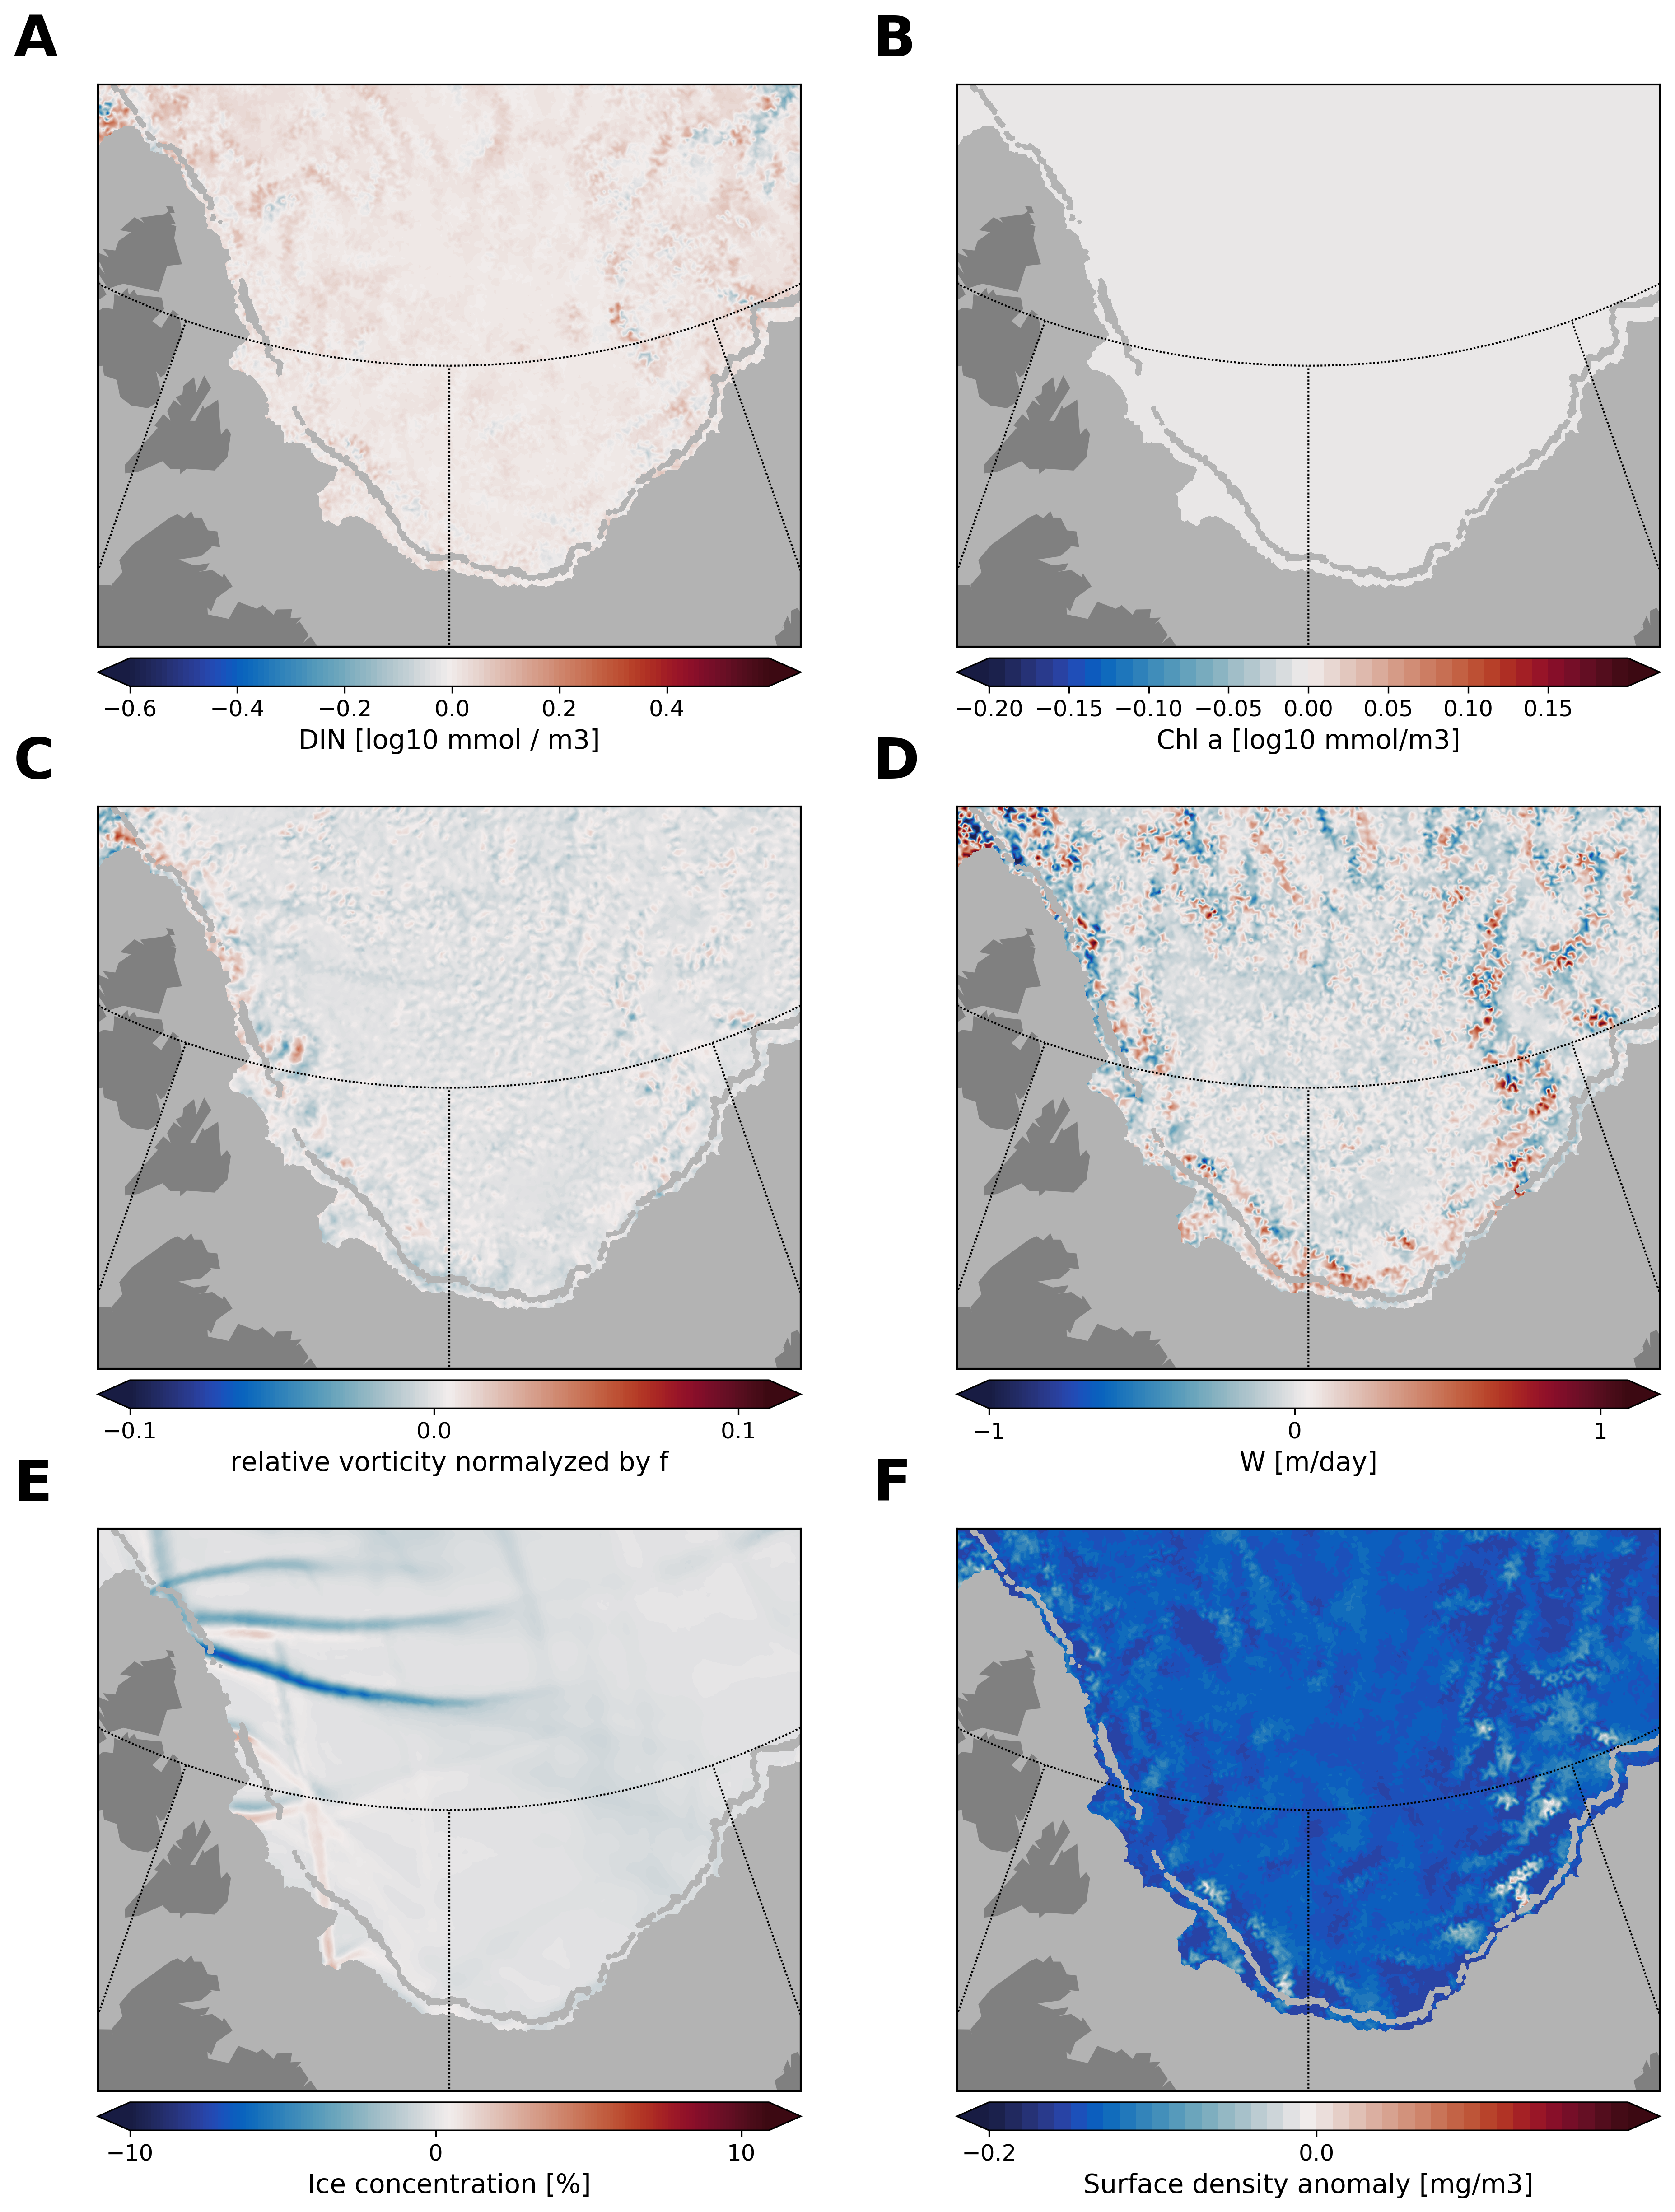 A
B
−0.6 −0.4 −0.2 0.0 0.2 0.4
DIN [log10 mmol / m3]
−0.20 −0.15 −0.10 −0.05 0.00 0.05 0.10 0.15
Chl a [log10 mmol/m3]
C
D
−0.1 0.0 0.1
relative vorticity normalyzed by f
−1 0 1
W [m/day]
E
F
−10 0 10
Ice concentration [%]
−0.2 0.0
Surface density anomaly [mg/m3]